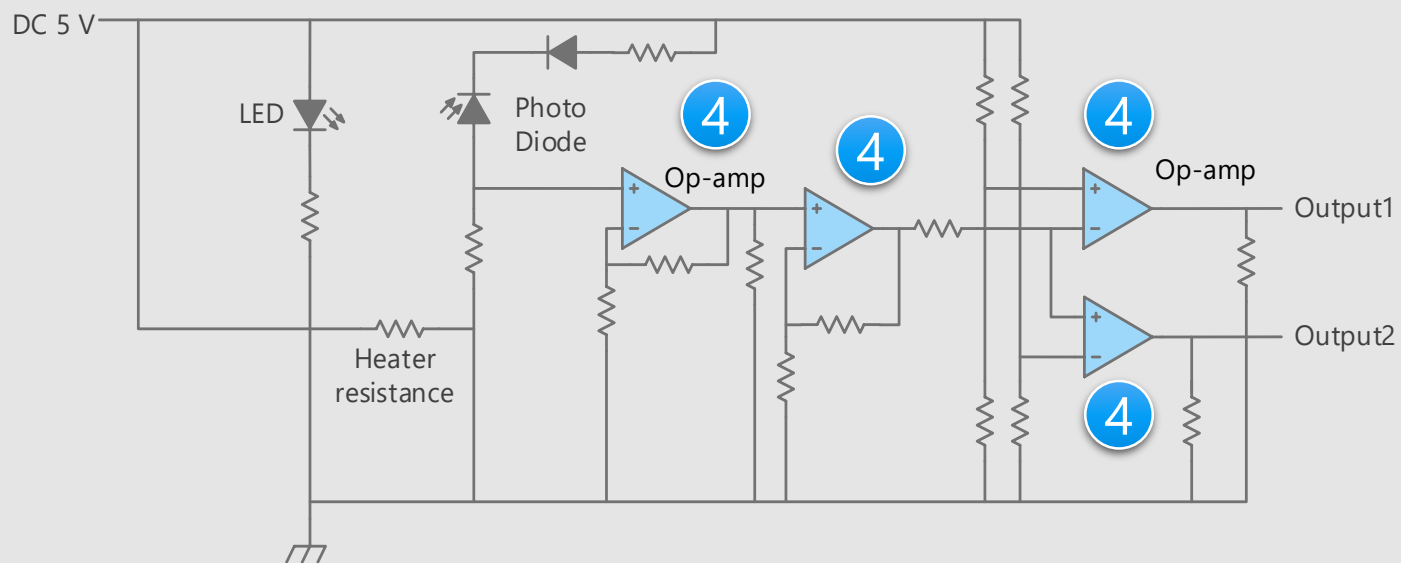 DC 5 V
LED
Photo
Diode
4
4
4
Op-amp
Op-amp
+
−
+
−
+
−
Output1
Heater
resistance
+
−
Output2
4